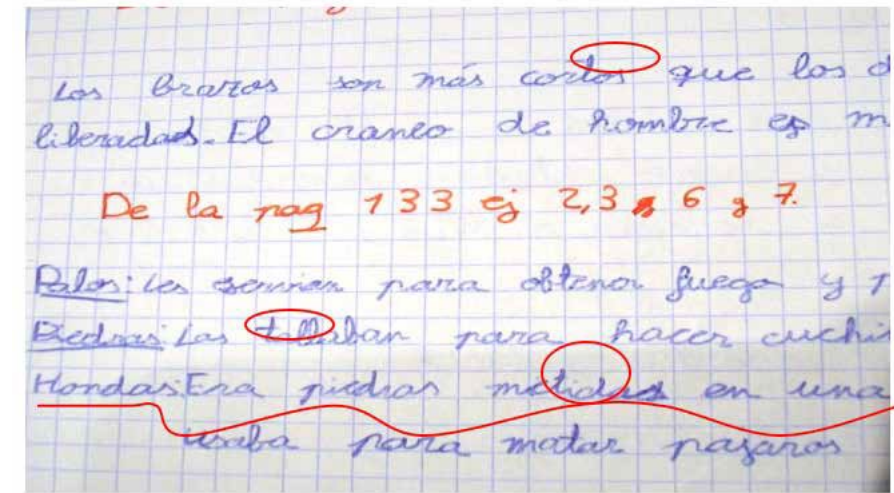 Los brazos son más cortos que los d
liberadas. El craneo de hombre es m
De la pag 133 ej 2,3 6 y 7.
Palos: les servian para obtener fuego y p
Piedras: Las tallaban para hacer cuchi
Hondas: Era piedras metidas en una
usaba para matar pajaros